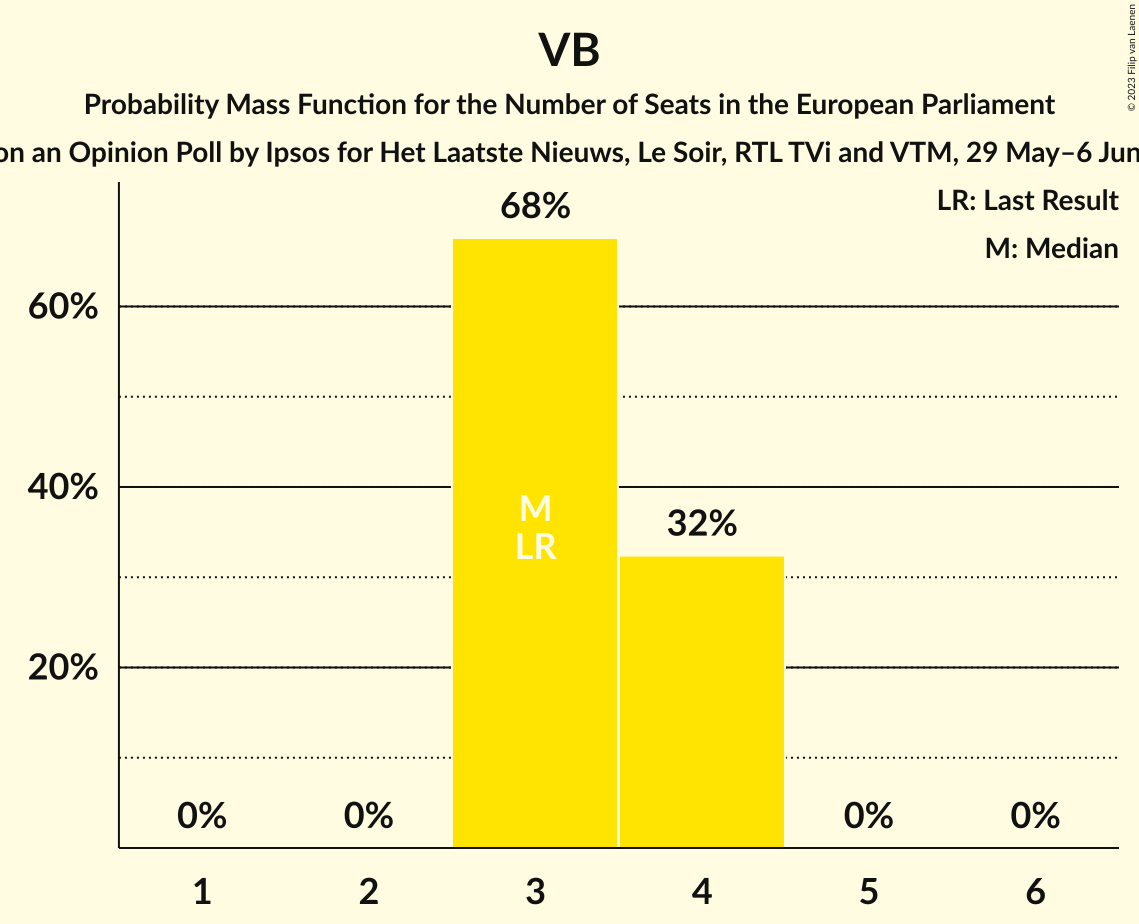 VB
Probability Mass Function for the Number of Seats in the European Parliament
on an Opinion Poll by Ipsos for Het Laatste Nieuws, Le Soir, RTL TVi and VTM, 29 May–6 Jun
© 2023 Filip van Laenen
LR: Last Result
M: Median
68%
60%
40%
M
LR
32%
20%
0% 0% 0% 0%
1 2 3 4 5 6